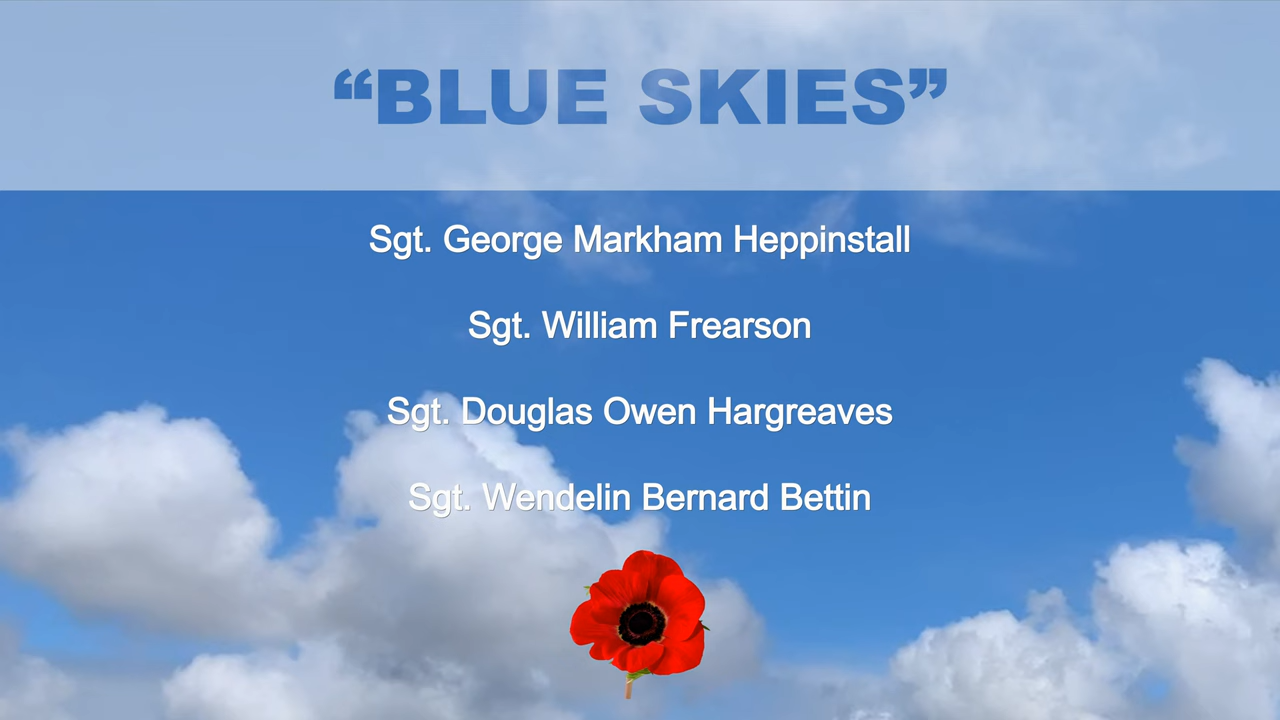 “BLUE SKIES”
Sgt. George Markham Heppinstall
Sgt. William Frearson
Sgt. Douglas Owen Hargreaves
Sgt. Wendelin Bernard Bettin